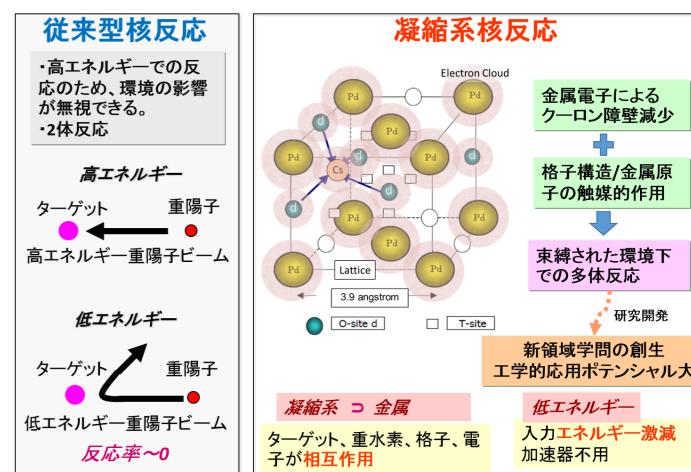 従来型核反応
・高エネルギーでの反
応のため、環境の影響
が無視できる。
・2体反応
高エネルギー
ターゲット
重陽子
高エネルギー重陽子ビーム
低エネルギー
ターゲット
重陽子
低エネルギー重陽子ビーム
反応率～0
凝縮系核反応
Electron Cloud
Pd
Pd
d
Pd
Pd
d
Pd
d
Cs
d
d
Pd
Pd
Pd
Pd
Pd
Lattice
3.9 angstrom
O-site d
T-site
金属電子による
クーロン障壁減少
格子構造/金属原
子の触媒的作用
束縛された環境下
での多体反応
研究開発
新領域学問の創生
工学的応用ポテンシャル大
凝縮系 ⊃ 金属
ターゲット、重水素、格子、電
子が相互作用
低エネルギー
入力エネルギー激減
加速器不用